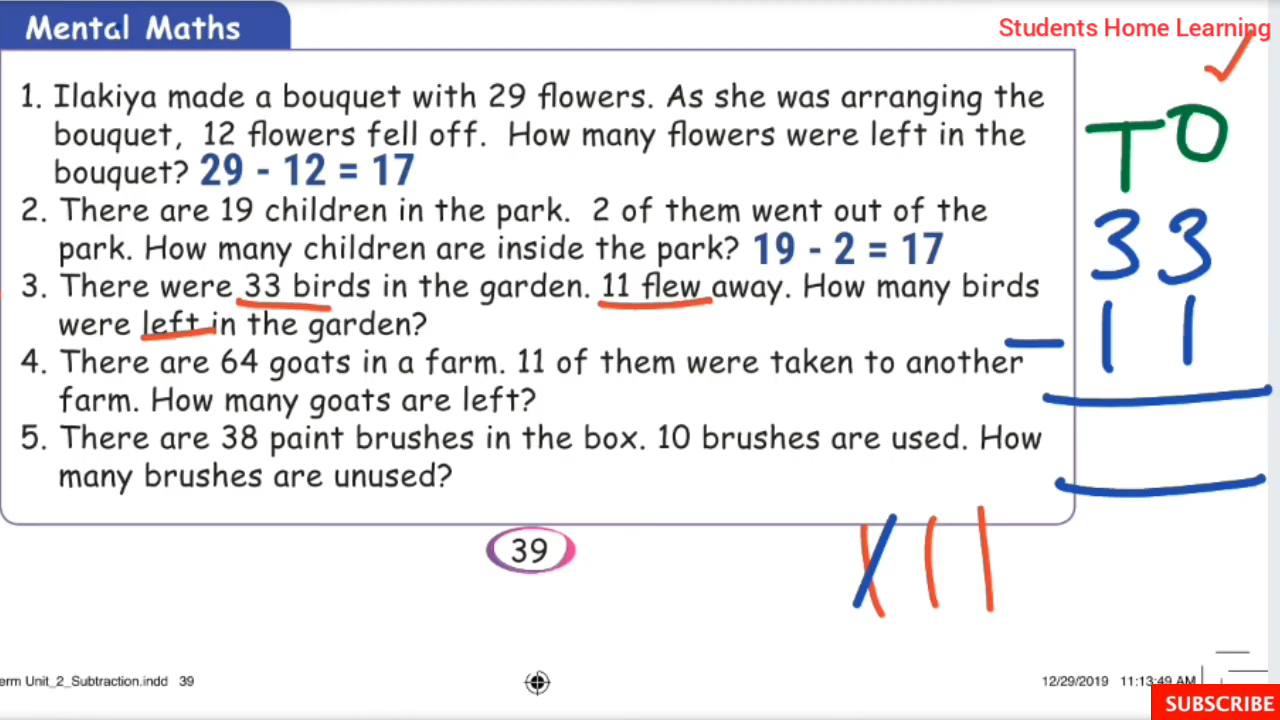 Mental Maths
Students Home Learning
1. Ilakiya made a bouquet with 29 flowers. As she was arranging the
bouquet, 12 flowers fell off. How many flowers were left in the
bouquet? 29 - 12 = 17
2. There are 19 children in the park. 2 of them went out of the
park. How many children are inside the park? 19 - 2 = 17
3. There were 33 birds in the garden. 11 flew away. How many birds
were left in the garden?
4. There are 64 goats in a farm. 11 of them were taken to another
farm. How many goats are left?
5. There are 38 paint brushes in the box. 10 brushes are used. How
many brushes are unused?
T O
33
- 11
39
erm Unit_2_Subtraction.indd 39
12/29/2019 11:13:49 AM
SUBSCRIBE